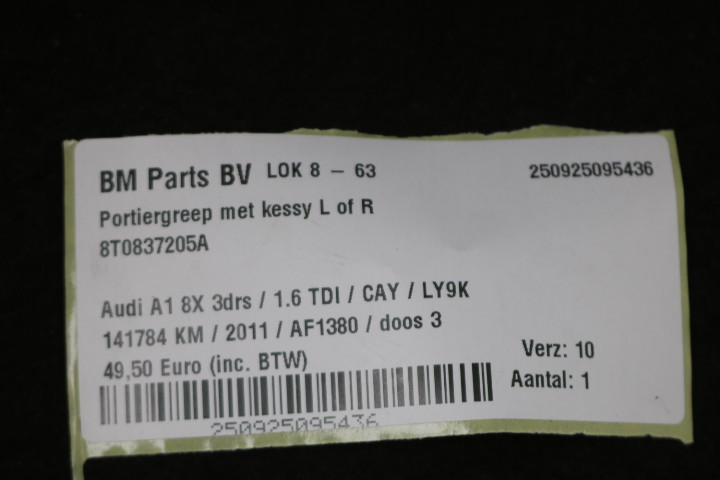 BM Parts BV LOK 8 - 63 250925095436
Portiergreep met kessy L of R
8T0837205A
Audi A1 8X 3drs / 1.6 TDI / CAY / LY9K
141784 KM / 2011 / AF1380 / doos 3
49,50 Euro (inc. BTW)
Verz: 10
Aantal: 1
250925095436